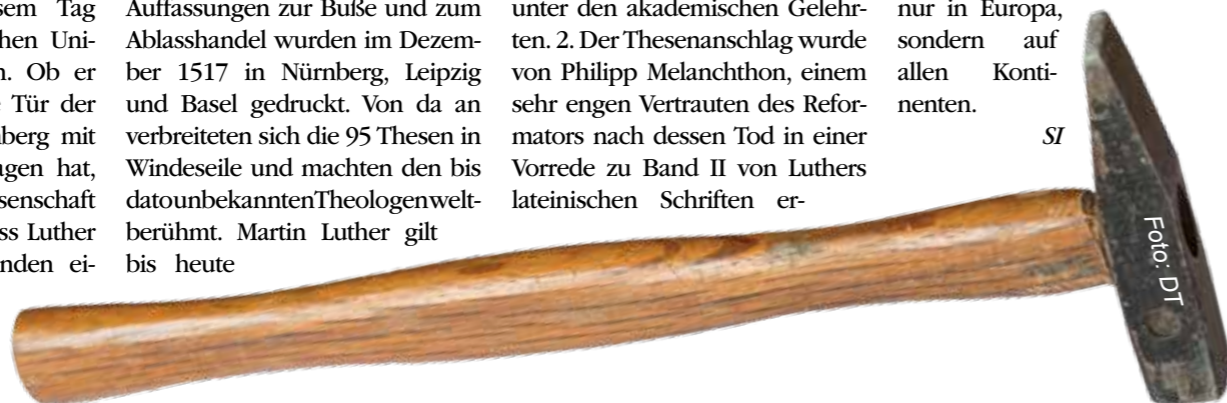 sem Tag
hen Uni-
n. Ob er
e Tür der
nberg mit
agen hat,
senschaft
ss Luther
nden ei-
Auffassungen zur Buße und zum
Ablasshandel wurden im Dezem-
ber 1517 in Nürnberg, Leipzig
und Basel gedruckt. Von da an
verbreiteten sich die 95 Thesen in
Windeseile und machten den bis
datounbekanntenTheologenwelt-
berühmt. Martin Luther gilt
bis heute
unter den akademischen Gelehr-
ten. 2. Der Thesenanschlag wurde
von Philipp Melanchthon, einem
sehr engen Vertrauten des Refor-
mators nach dessen Tod in einer
Vorrede zu Band II von Luthers
lateinischen Schriften er-
nur in Europa,
sondern auf
allen Konti-
nenten.
SI
Foto: DT